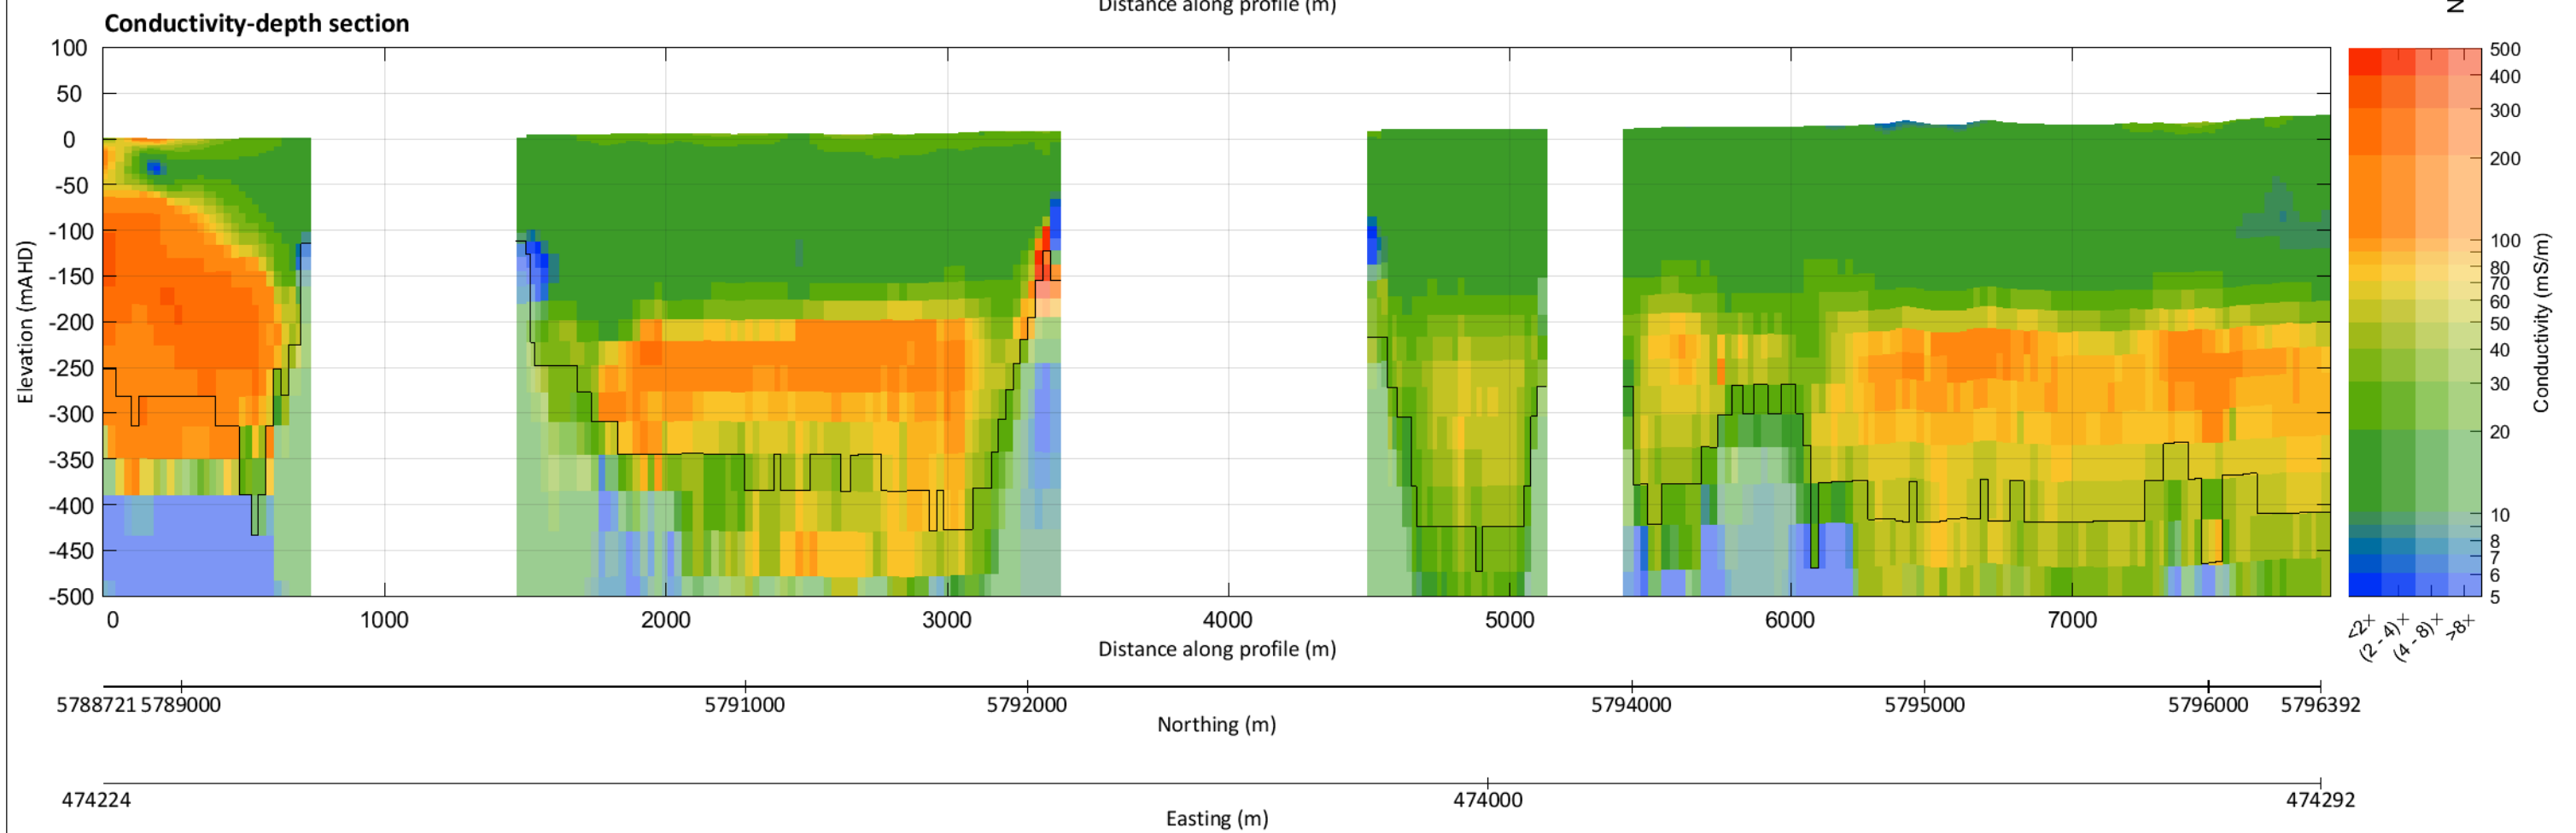 Distance along profile (m)
N
Conductivity-depth section
100
50
0
-50
-100
-150
-200
-250
-300
-350
-400
-450
-500
Elevation (mAHD)
0 1000 2000 3000 4000 5000 6000 7000
Distance along profile (m)
500
400
300
200
100
80
70
60
50
40
30
20
10
8
7
6
5
Conductivity (mS/m)
<2× (2 - 4)× (4 - 8)× >8×
5788721 5789000 5791000 5792000 5794000 5795000 5796000 5796392
Northing (m)
474224 474000 474292
Easting (m)